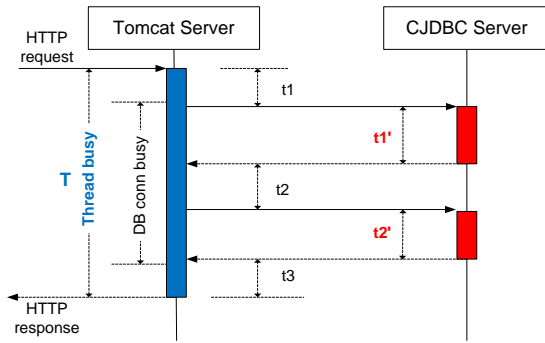 Tomcat Server
CJDBC Server
HTTP
request
t1
t1'
T
Thread busy
DB conn busy
t2
t2'
t3
HTTP
response